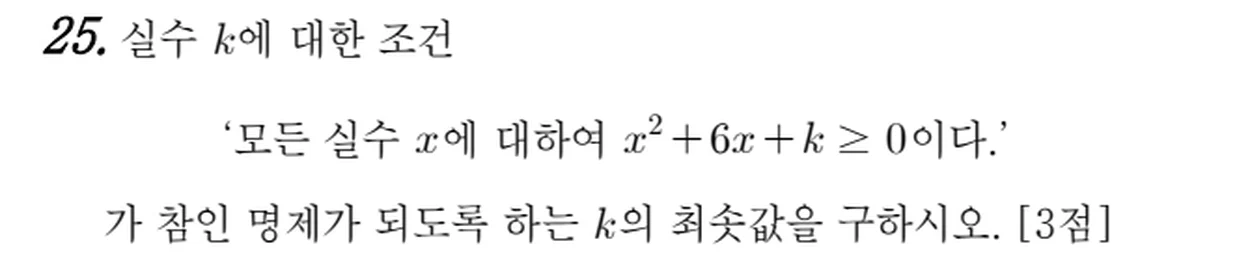 25. 실수 k에 대한 조건
‘모든 실수 x에 대하여 x²+6x+k ≥ 0이다.’
가 참인 명제가 되도록 하는 k의 최솟값을 구하시오. [3점]